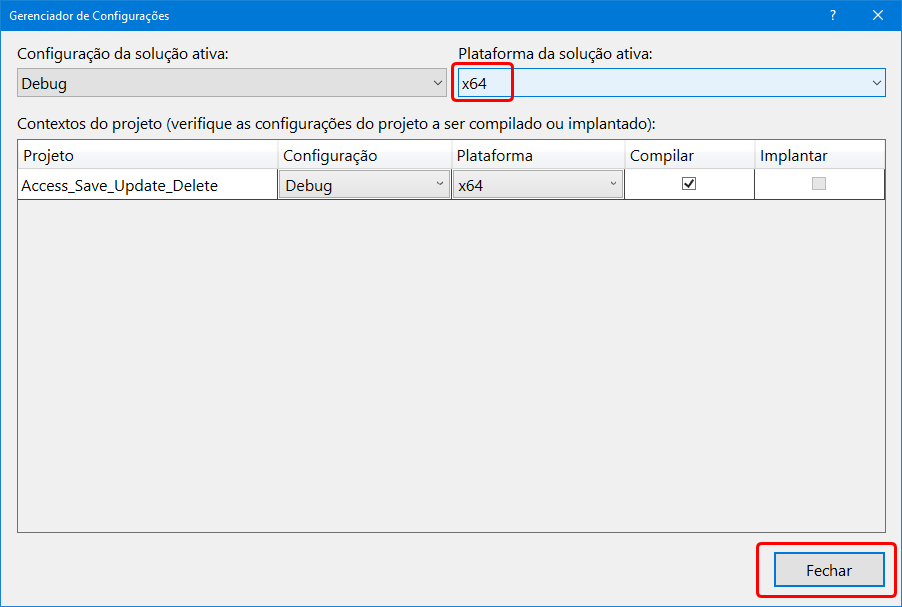 Gerenciador de Configurações ?
Configuração da solução ativa: Plataforma da solução ativa:
Debug x64
Contextos do projeto (verifique as configurações do projeto a ser compilado ou implantado):
Projeto Configuração Plataforma Compilar Implantar
Access_Save_Update_Delete Debug x64
Fechar